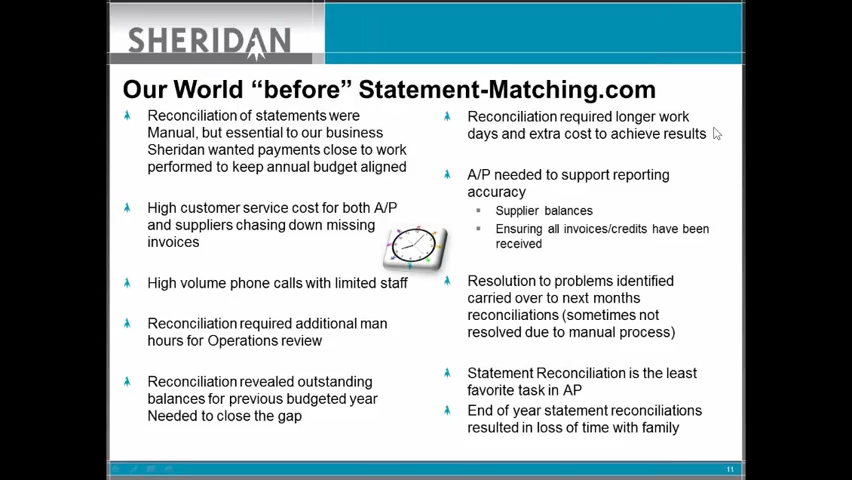 SHERIDAN
Our World “before” Statement-Matching.com
Reconciliation of statements were
Manual, but essential to our business
Sheridan wanted payments close to work
performed to keep annual budget aligned
High customer service cost for both A/P
and suppliers chasing down missing
invoices
High volume phone calls with limited staff
Reconciliation required additional man
hours for Operations review
Reconciliation revealed outstanding
balances for previous budgeted year
Needed to close the gap
Reconciliation required longer work
days and extra cost to achieve results
A/P needed to support reporting
accuracy
Supplier balances
Ensuring all invoices/credits have been
received
Resolution to problems identified
carried over to next months
reconciliations (sometimes not
resolved due to manual process)
Statement Reconciliation is the least
favorite task in AP
End of year statement reconciliations
resulted in loss of time with family
11